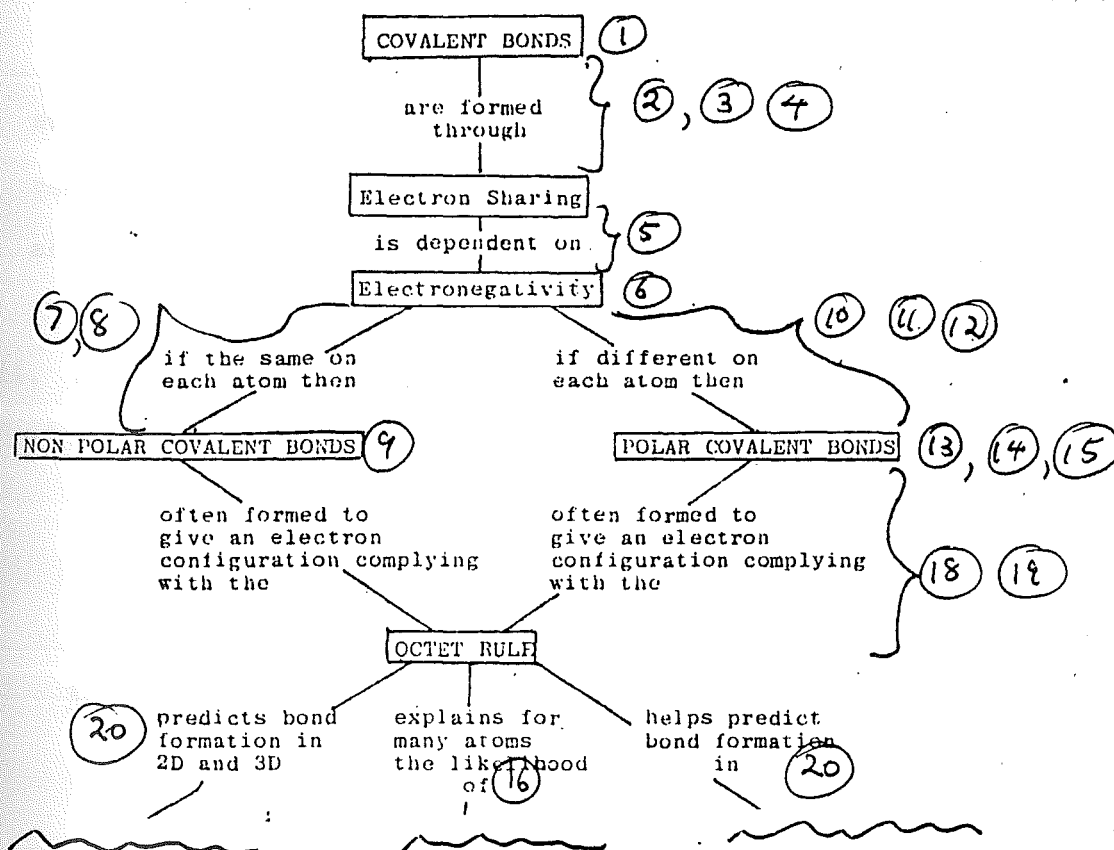 COVALENT BONDS 1
are formed
through
2, 3 4
Electron Sharing
is dependent on
5
Electronegativity 6
7, 8
10 11 12
if the same on
each atom then
if different on
each atom then
NON POLAR COVALENT BONDS 9
POLAR COVALENT BONDS 13, 14, 15
often formed to
give an electron
configuration complying
with the
often formed to
give an electron
configuration complying
with the
18 19
OCTET RULE
20
predicts bond
formation in
2D and 3D
explains for
many atoms
the likelihood
of 16
helps predict
bond formation
in 20